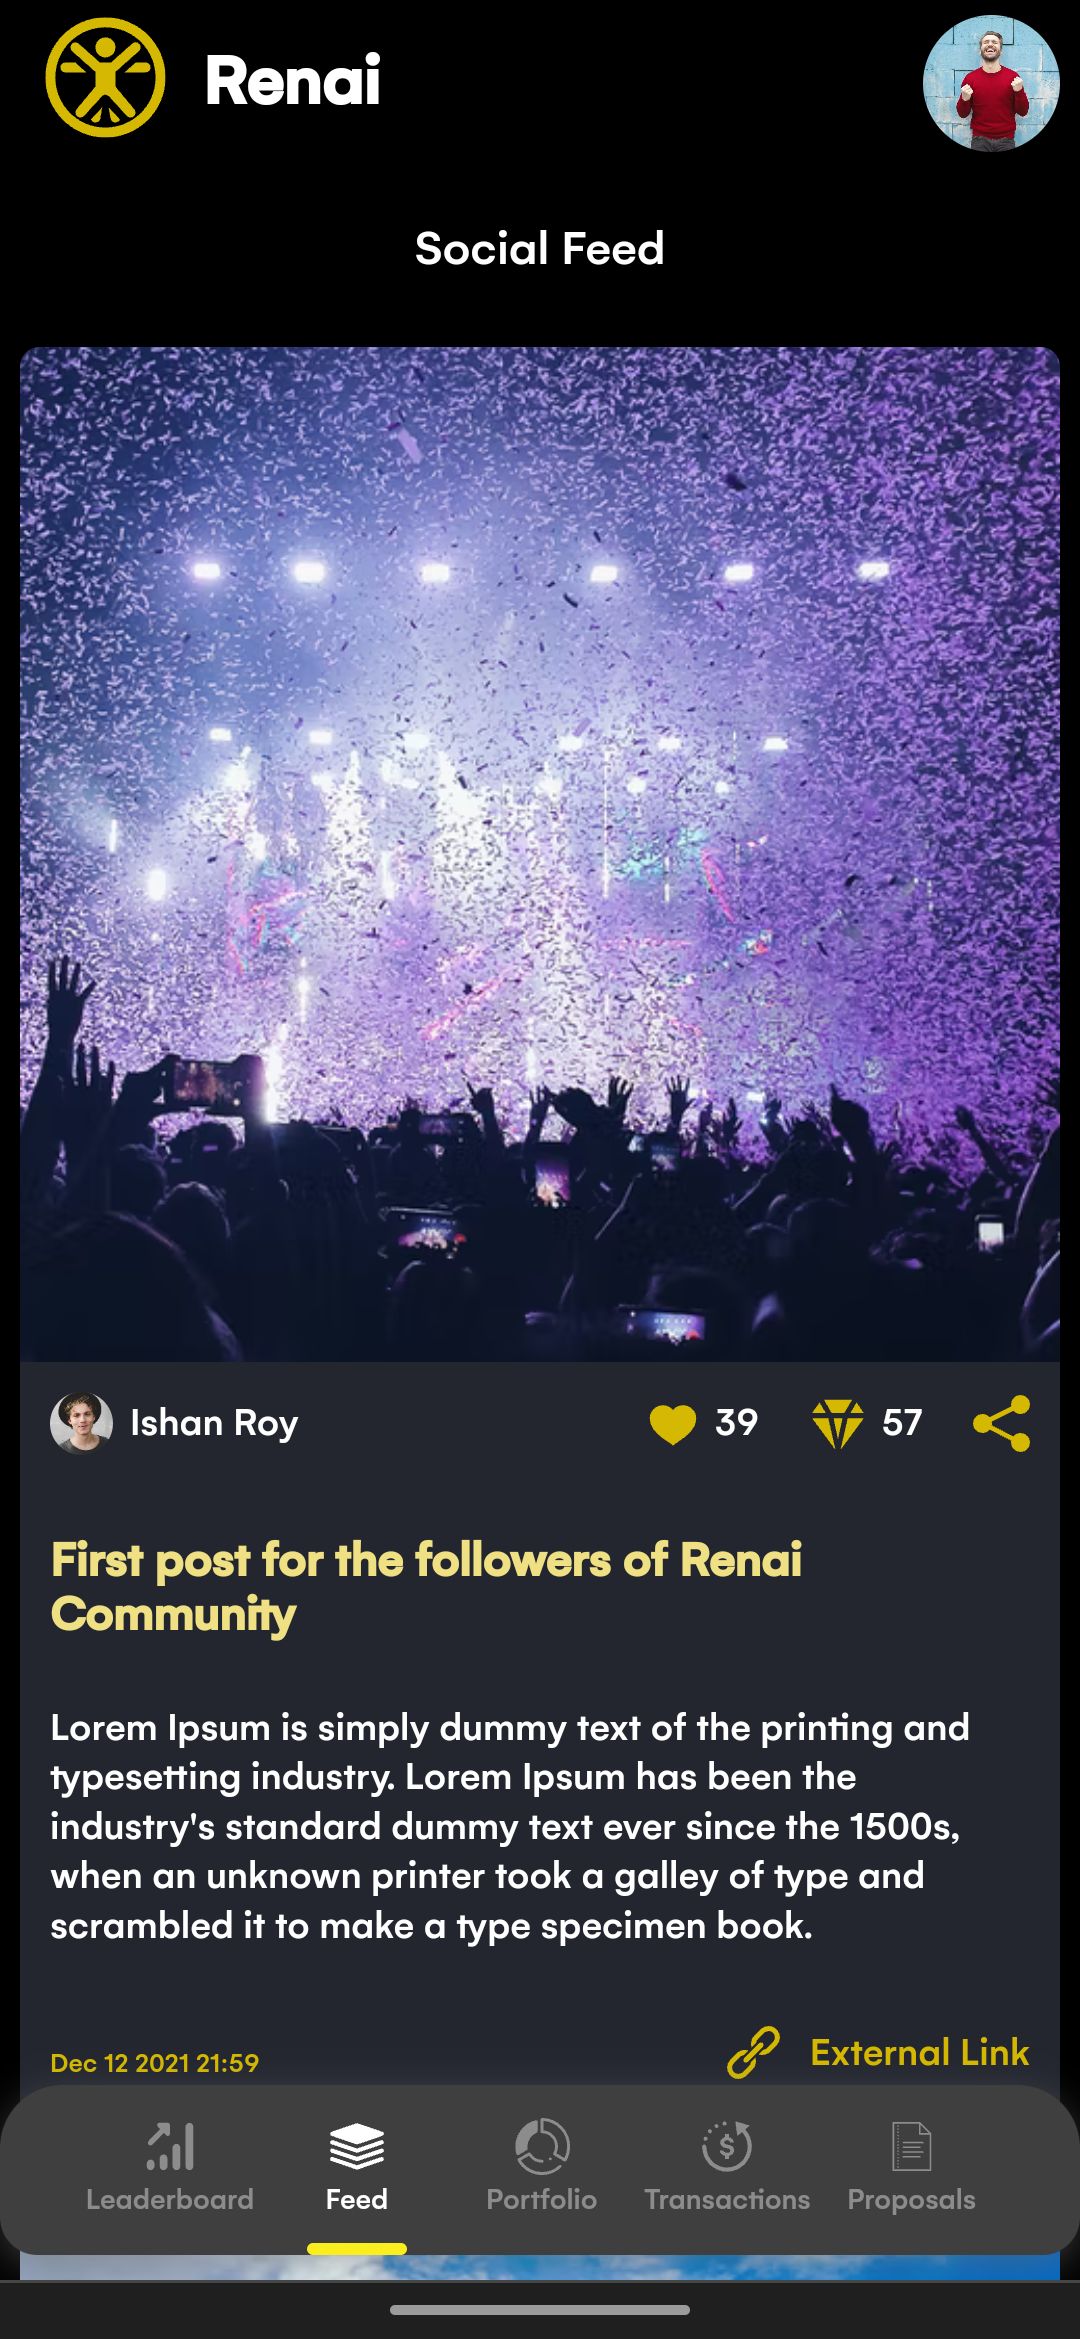 Renai
Social Feed
Ishan Roy
39
57
First post for the followers of Renai
Community
Lorem Ipsum is simply dummy text of the printing and
typesetting industry. Lorem Ipsum has been the
industry's standard dummy text ever since the 1500s,
when an unknown printer took a galley of type and
scrambled it to make a type specimen book.
Dec 12 2021 21:59
External Link
Leaderboard
Feed
Portfolio
Transactions
Proposals